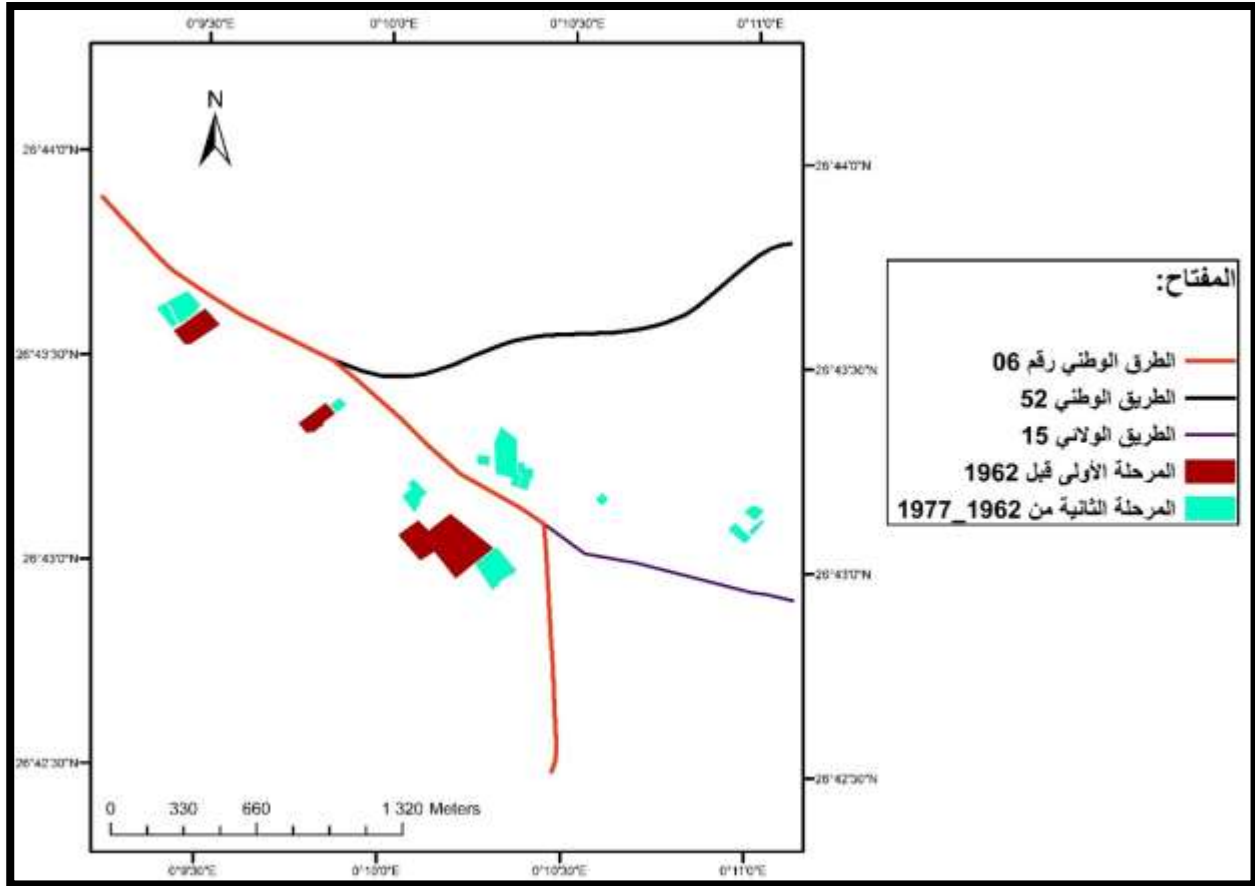 0°9'30"E 0°10'0"E 0°10'30"E 0°11'0"E
N
26°44'0"N
26°44'0"N
26°43'30"N
26°43'30"N
26°43'0"N
26°43'0"N
26°42'30"N
26°42'30"N
0 330 660 1 320 Meters
0°9'30"E 0°10'0"E 0°10'30"E 0°11'0"E
المفتاح:
الطرق الوطني رقم 06
الطريق الوطني 52
الطريق الولائي 15
المرحلة الأولى قبل 1962
المرحلة الثانية من 1962_1977